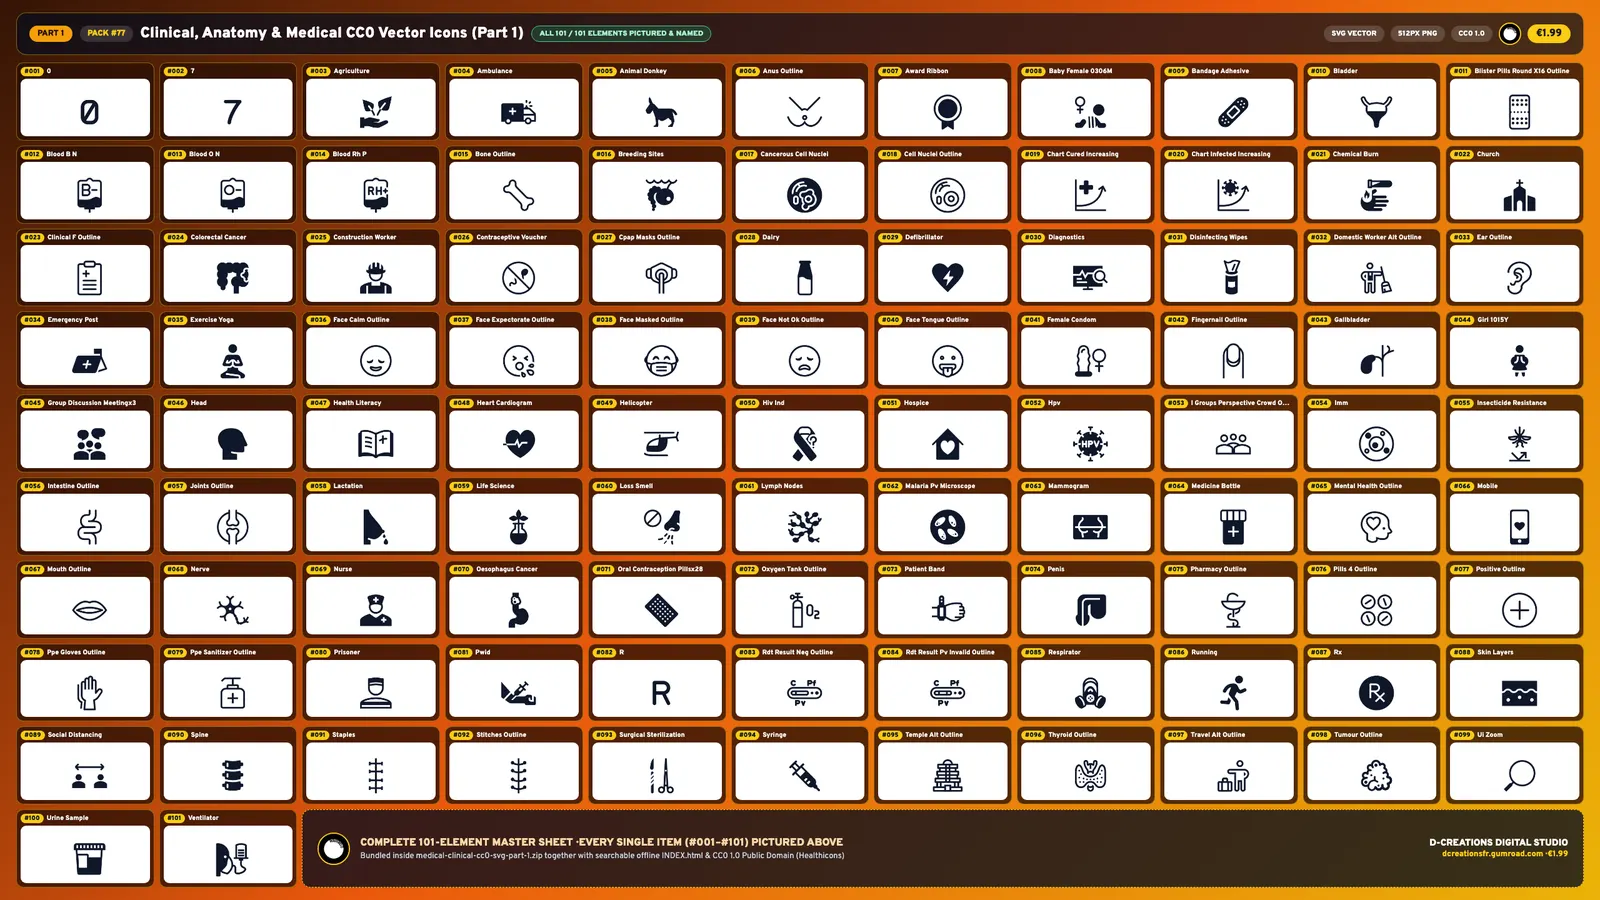 PART 1 PACK #77 Clinical, Anatomy & Medical CC0 Vector Icons (Part 1) ALL 101 / 101 ELEMENTS PICTURED & NAMED SVG VECTOR 512PX PNG CC0 1.0 €1.99
#001 0 #002 7 #003 Agriculture #004 Ambulance #005 Animal Donkey #006 Anus Outline #007 Award Ribbon #008 Baby Female 0306M #009 Bandage Adhesive #010 Bladder #011 Blister Pills Round X16 Outline
#012 Blood B N #013 Blood O N #014 Blood Rh P #015 Bone Outline #016 Breeding Sites #017 Cancerous Cell Nuclei #018 Cell Nuclei Outline #019 Chart Cured Increasing #020 Chart Infected Increasing #021 Chemical Burn #022 Church
B- O- RH+
#023 Clinical F Outline #024 Colorectal Cancer #025 Construction Worker #026 Contraceptive Voucher #027 Cpap Masks Outline #028 Dairy #029 Defibrillator #030 Diagnostics #031 Disinfecting Wipes #032 Domestic Worker Alt Outline #033 Ear Outline
#034 Emergency Post #035 Exercise Yoga #036 Face Calm Outline #037 Face Expectorate Outline #038 Face Masked Outline #039 Face Not Ok Outline #040 Face Tongue Outline #041 Female Condom #042 Fingernail Outline #043 Gallbladder #044 Girl 1015Y
#045 Group Discussion Meetingx3 #046 Head #047 Health Literacy #048 Heart Cardiogram #049 Helicopter #050 Hiv Ind #051 Hospice #052 Hpv #053 I Groups Perspective Crowd O... #054 Imm #055 Insecticide Resistance
HPV
#056 Intestine Outline #057 Joints Outline #058 Lactation #059 Life Science #060 Loss Smell #061 Lymph Nodes #062 Malaria Pv Microscope #063 Mammogram #064 Medicine Bottle #065 Mental Health Outline #066 Mobile
#067 Mouth Outline #068 Nerve #069 Nurse #070 Oesophagus Cancer #071 Oral Contraception Pillsx28 #072 Oxygen Tank Outline #073 Patient Band #074 Penis #075 Pharmacy Outline #076 Pills 4 Outline #077 Positive Outline
O2
#078 Ppe Gloves Outline #079 Ppe Sanitizer Outline #080 Prisoner #081 Pwid #082 R #083 Rdt Result Neg Outline #084 Rdt Result Pv Invalid Outline #085 Respirator #086 Running #087 Rx #088 Skin Layers
R C Pf Pv C Pf Pv Rx
#089 Social Distancing #090 Spine #091 Staples #092 Stitches Outline #093 Surgical Sterilization #094 Syringe #095 Temple Alt Outline #096 Thyroid Outline #097 Travel Alt Outline #098 Tumour Outline #099 Ui Zoom
#100 Urine Sample #101 Ventilator
COMPLETE 101-ELEMENT MASTER SHEET · EVERY SINGLE ITEM (#001–#101) PICTURED ABOVE
Bundled inside medical-clinical-cc0-svg-part-1.zip together with searchable offline INDEX.html & CC0 1.0 Public Domain (Healthicons)
D-CREATIONS DIGITAL STUDIO
dcreationsfr.gumroad.com · €1.99